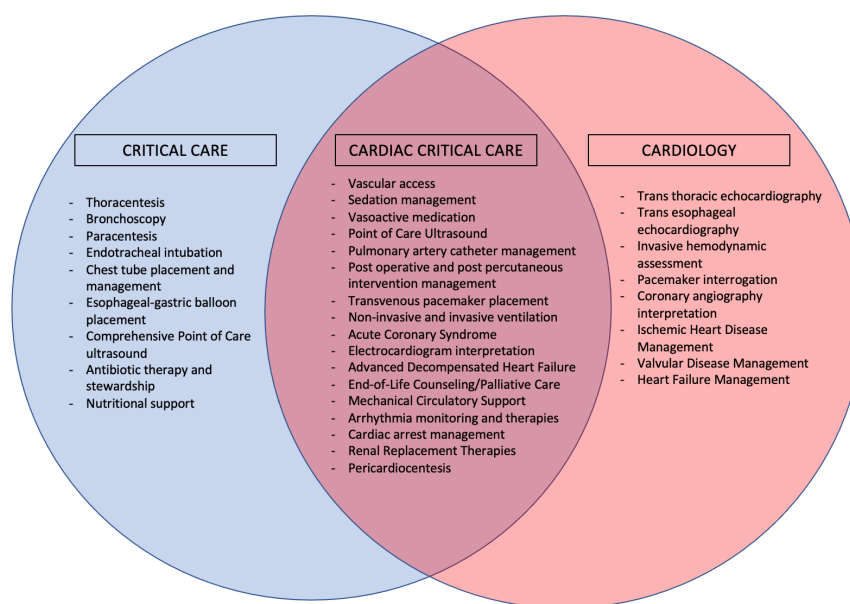 CRITICAL CARE
- Thoracentesis
- Bronchoscopy
- Paracentesis
- Endotracheal intubation
- Chest tube placement and
management
- Esophageal-gastric balloon
placement
- Comprehensive Point of Care
ultrasound
- Antibiotic therapy and
stewardship
- Nutritional support
CARDIAC CRITICAL CARE
- Vascular access
- Sedation management
- Vasoactive medication
- Point of Care Ultrasound
- Pulmonary artery catheter management
- Post operative and post percutaneous
intervention management
- Transvenous pacemaker placement
- Non-invasive and invasive ventilation
- Acute Coronary Syndrome
- Electrocardiogram interpretation
- Advanced Decompensated Heart Failure
- End-of-Life Counseling/Palliative Care
- Mechanical Circulatory Support
- Arrhythmia monitoring and therapies
- Cardiac arrest management
- Renal Replacement Therapies
- Pericardiocentesis
CARDIOLOGY
- Trans thoracic echocardiography
- Trans esophageal
echocardiography
- Invasive hemodynamic
assessment
- Pacemaker interrogation
- Coronary angiography
interpretation
- Ischemic Heart Disease
Management
- Valvular Disease Management
- Heart Failure Management